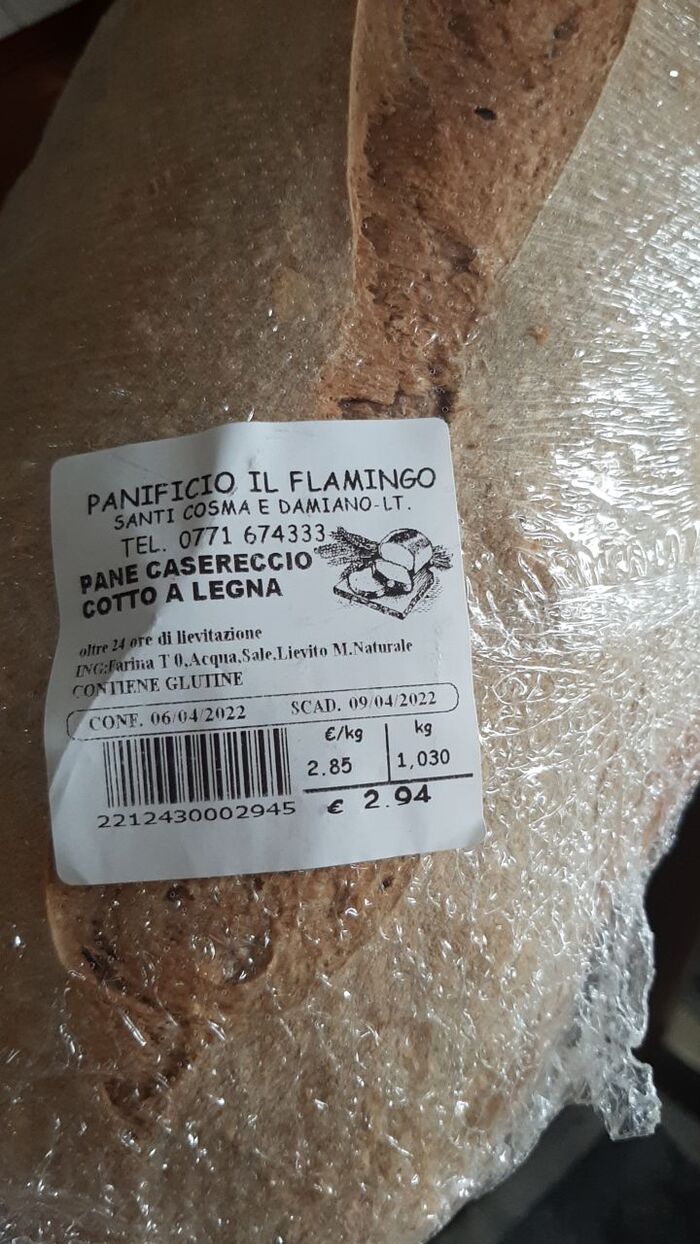 PANIFICIO IL FLAMINGO
SANTI COSMA E DAMIANO-LT.
TEL. 0771 674333
PANE CASERECCIO
COTTO A LEGNA
oltre 24 ore di lievitazione
ING:Farina T 0,Acqua,Sale,Lievito M.Naturale
CONTIENE GLUTINE
CONF. 06/04/2022 SCAD. 09/04/2022
€/kg kg
2.85 1,030
€ 2.94
2212430002945